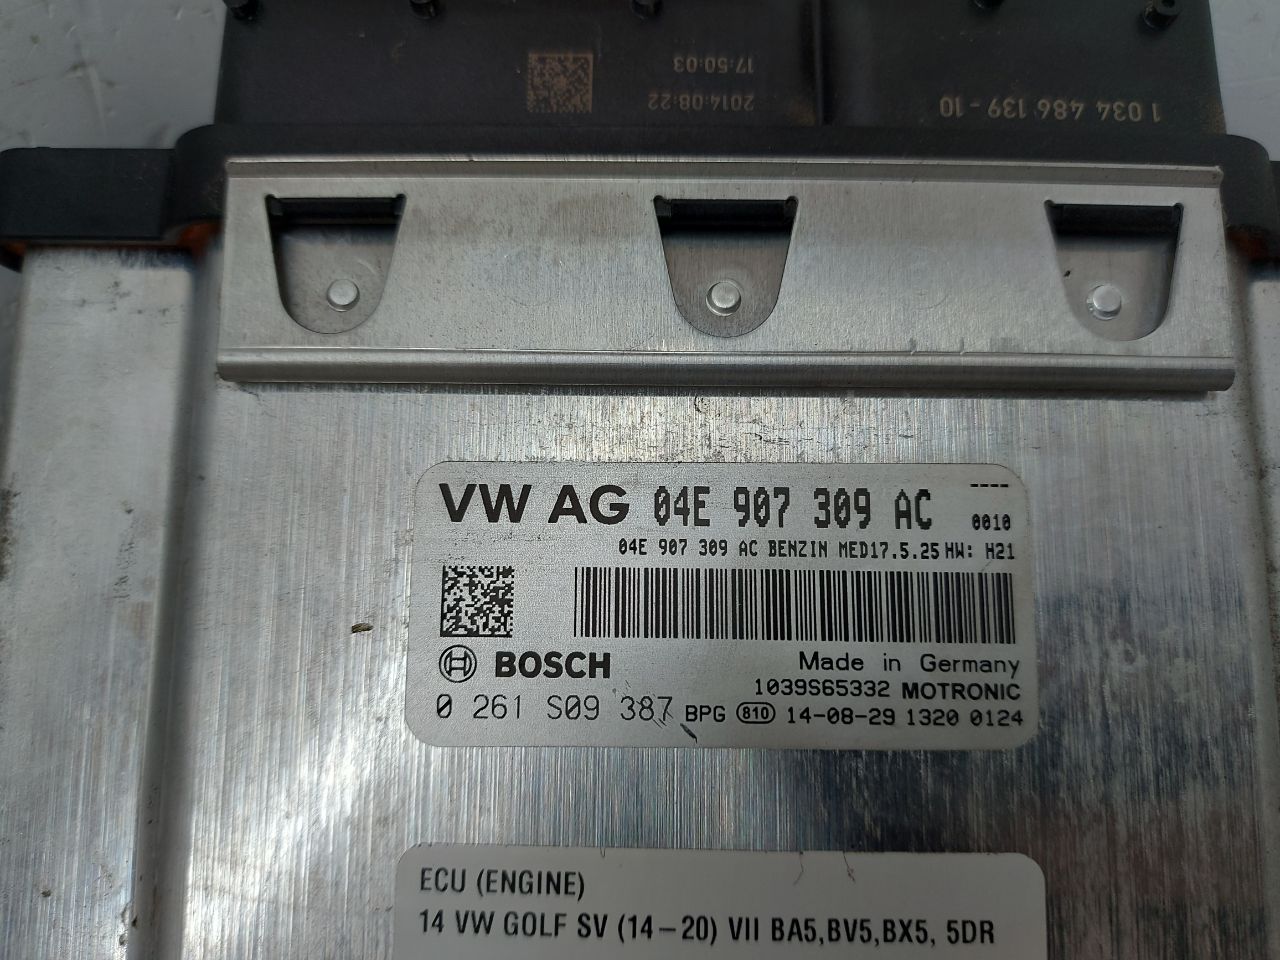 17:50:03
2014:08:22
1 034 486 139-10
VW AG 04E 907 309 AC
----
0010
04E 907 309 AC BENZIN MED17.5.25 HW: H21
BOSCH
Made in Germany
1039S65332 MOTRONIC
0 261 S09 387 BPG 810 14-08-29 1320 0124
ECU (ENGINE)
14 VW GOLF SV (14-20) VII BA5,BV5,BX5, 5DR